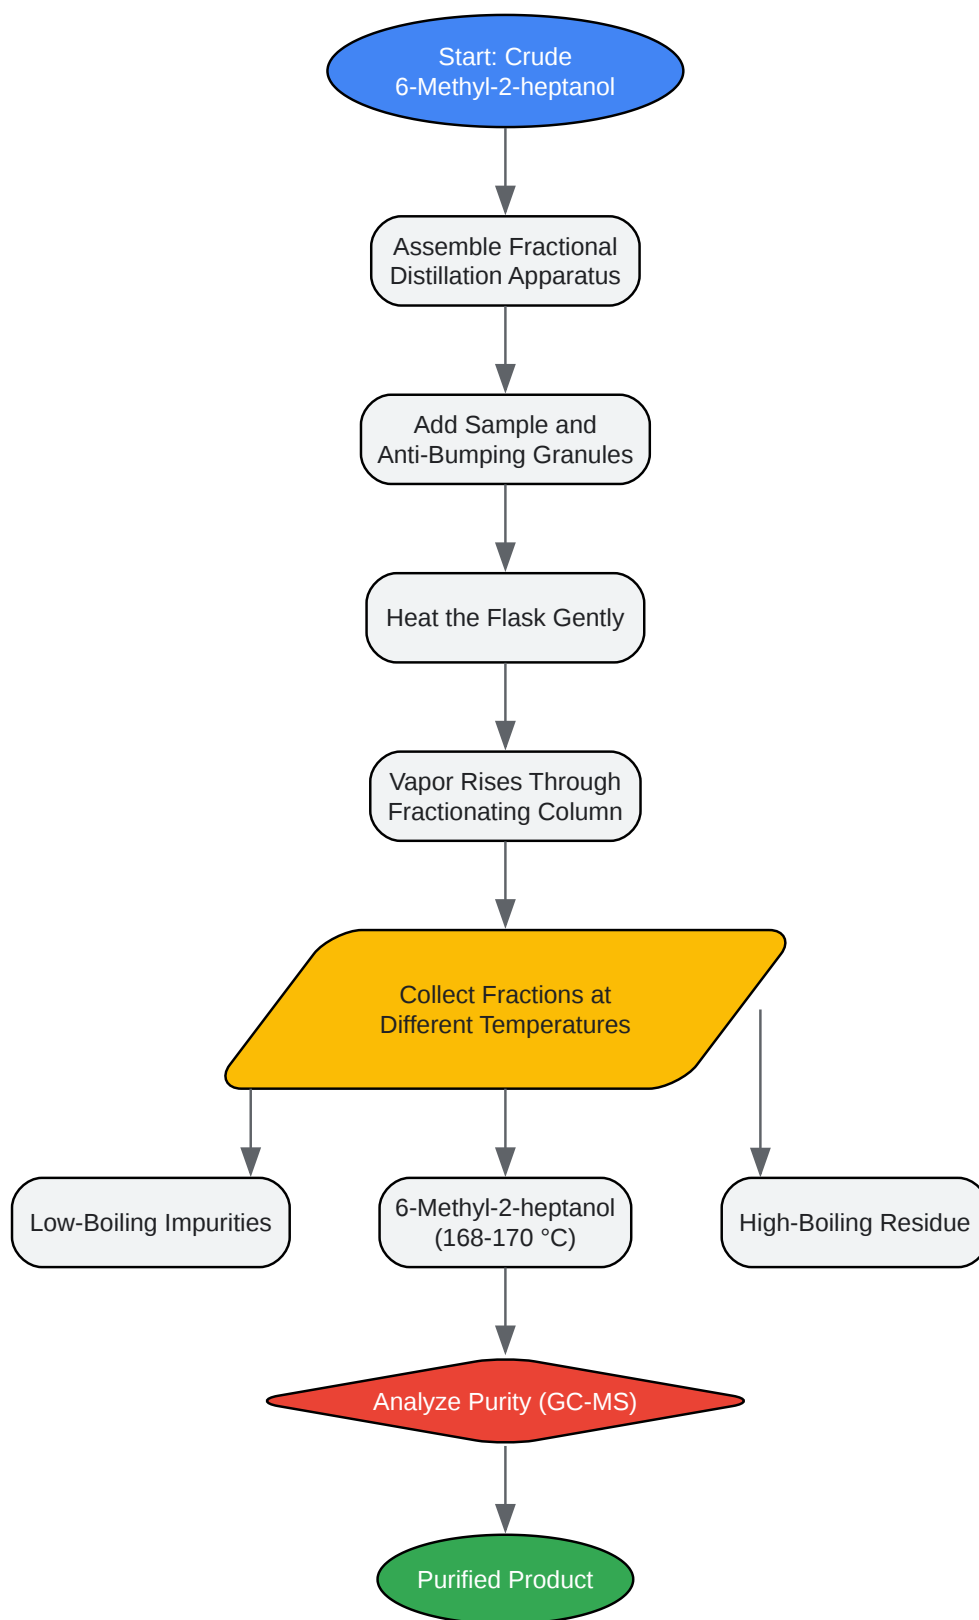 Start: Crude
6-Methyl-2-heptanol
Assemble Fractional
Distillation Apparatus
Add Sample and
Anti-Bumping Granules
Heat the Flask Gently
Vapor Rises Through
Fractionating Column
Collect Fractions at
Different Temperatures
Low-Boiling Impurities
6-Methyl-2-heptanol
(168-170 °C)
High-Boiling Residue
Analyze Purity (GC-MS)
Purified Product